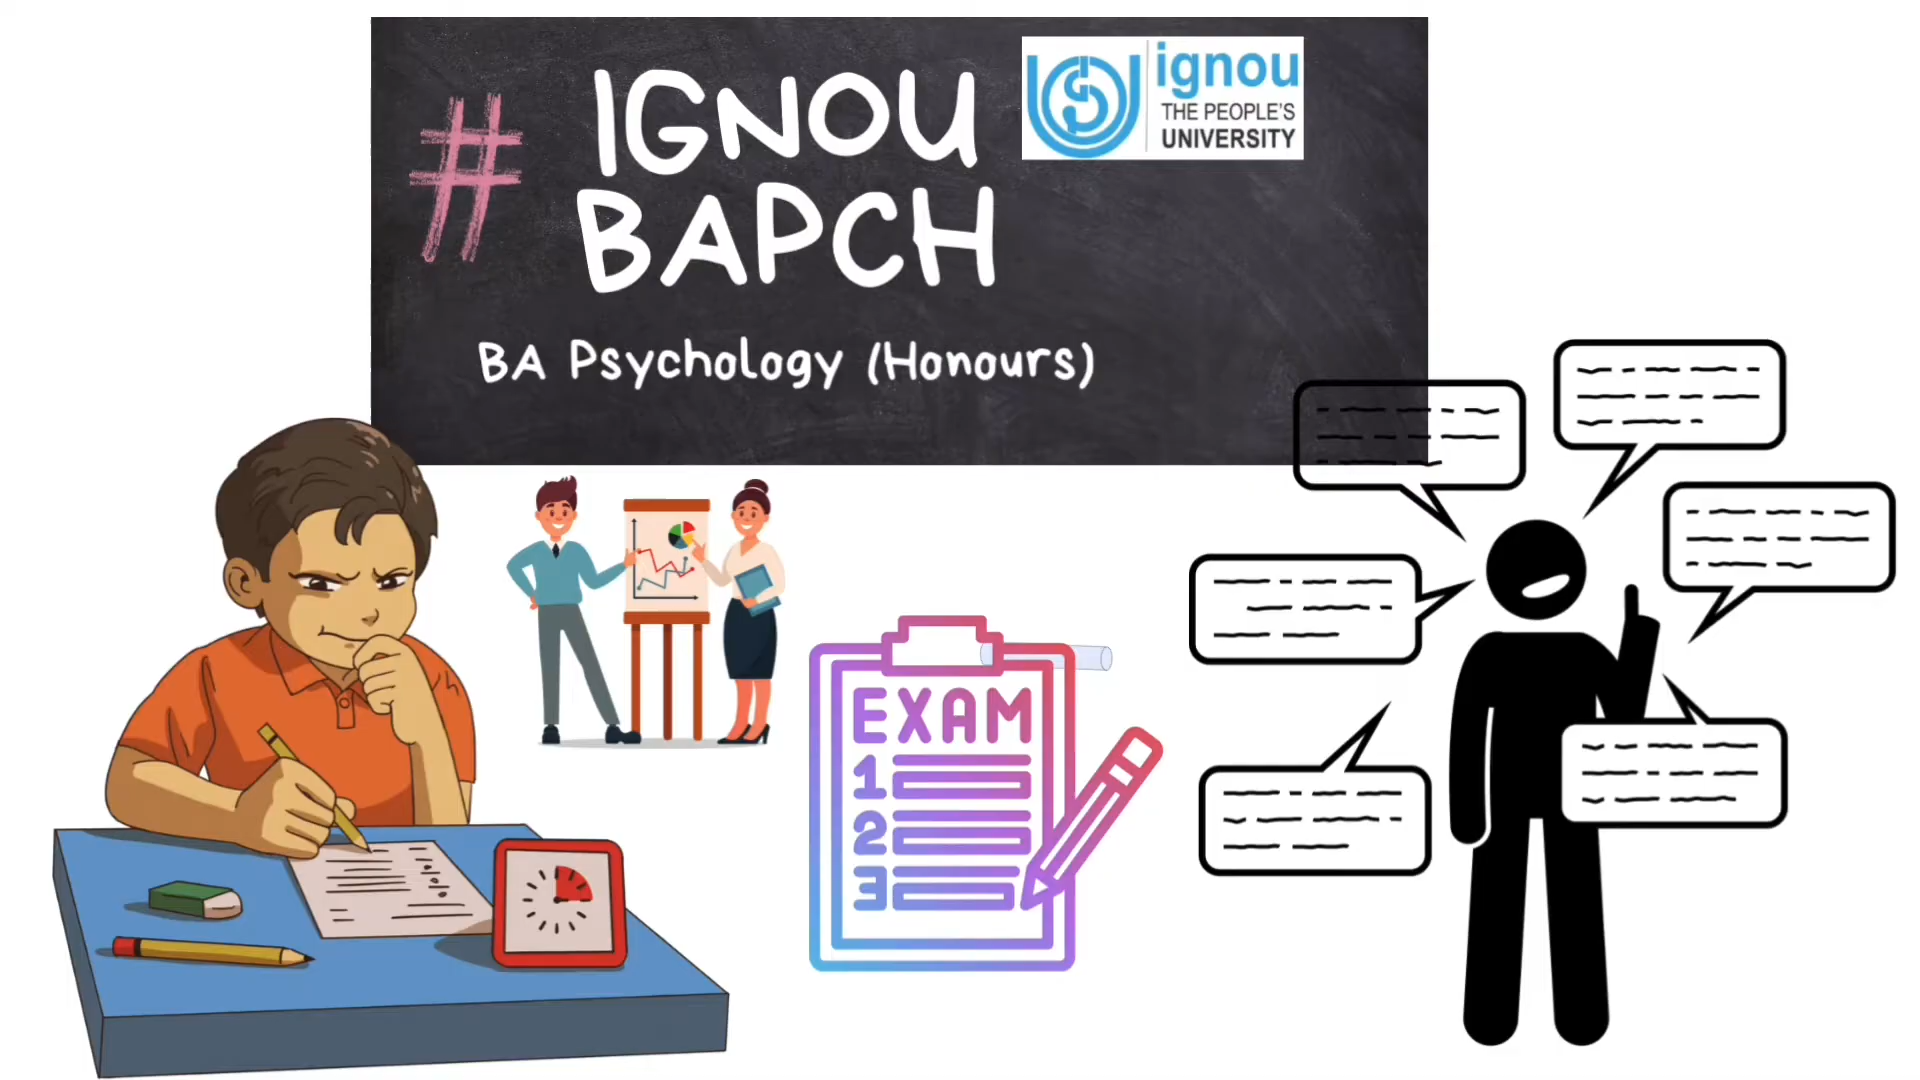 #
IGNOU
BAPCH
BA Psychology (Honours)
ignou
THE PEOPLE'S
UNIVERSITY
EXAM
1
2
3